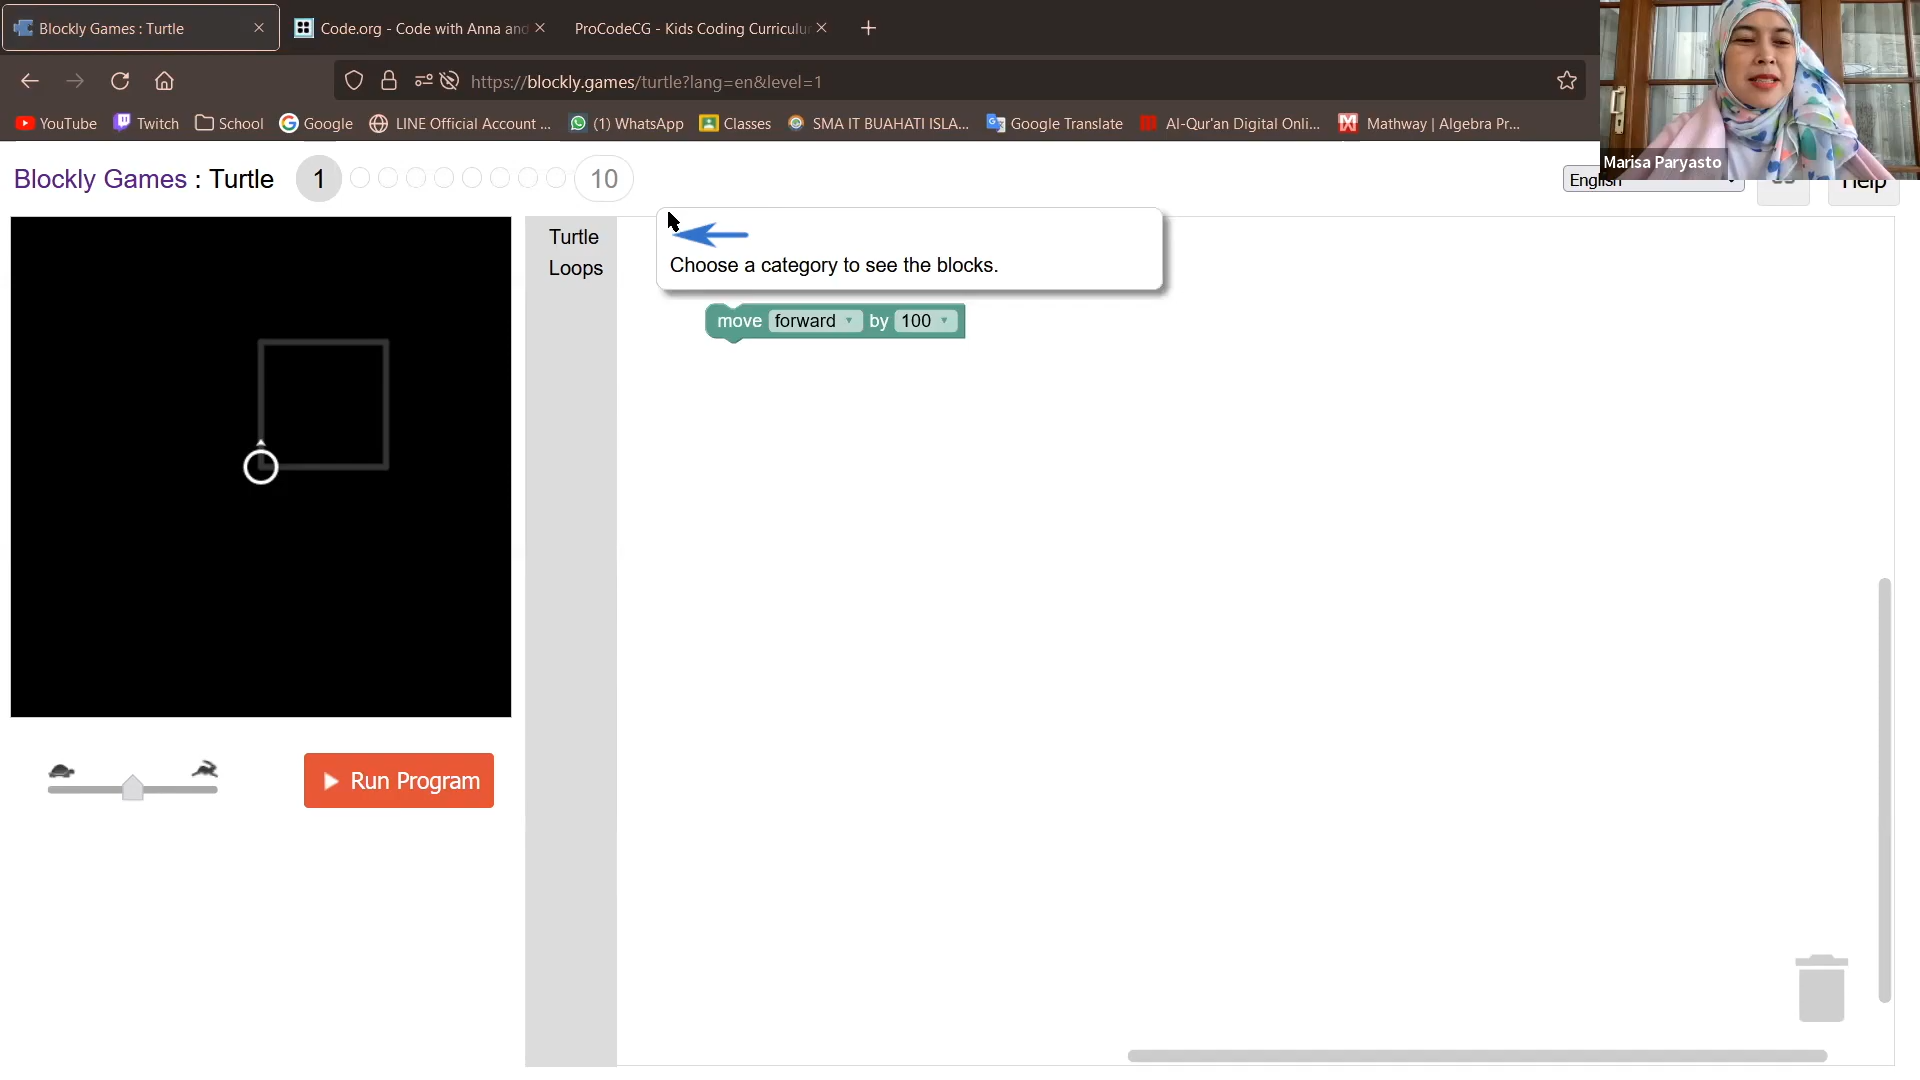 Blockly Games : Turtle
Code.org - Code with Anna and
ProCodeCG - Kids Coding Curriculu
https://blockly.games/turtle?lang=en&level=1
YouTube
Twitch
School
Google
LINE Official Account ...
(1) WhatsApp
Classes
SMA IT BUAHATI ISLA...
Google Translate
Al-Qur'an Digital Onli...
Mathway | Algebra Pr...
Marisa Paryasto
Blockly Games : Turtle
1
10
English
Help
Turtle
Loops
Choose a category to see the blocks.
move forward by 100
Run Program